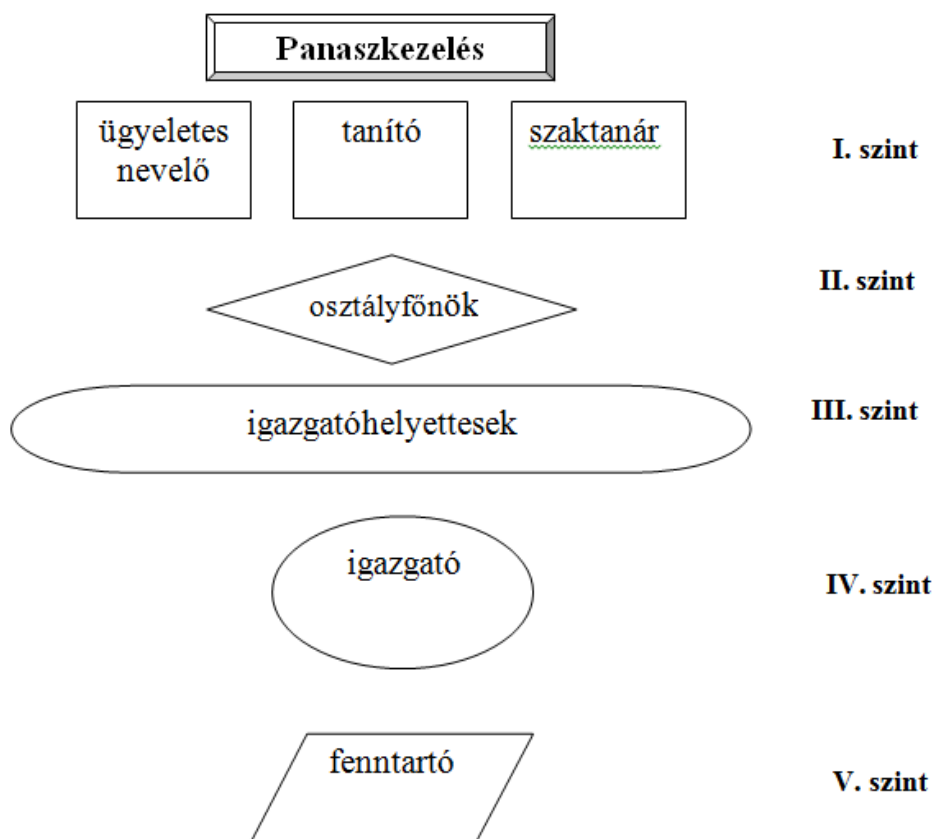 Panaszkezelés
ügyeletes
nevelő
tanító
szaktanár
I. szint
osztályfőnök
II. szint
igazgatóhelyettesek
III. szint
igazgató
IV. szint
fenntartó
V. szint